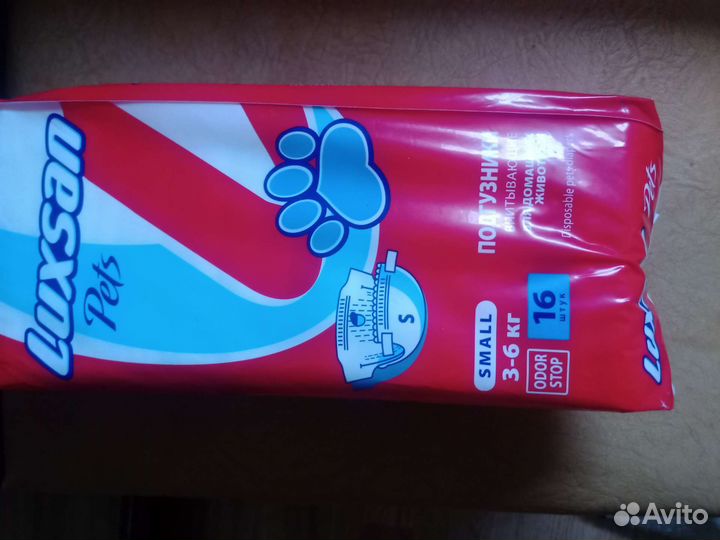 Luxsan
Pets
ПОДГУЗНИКИ
ВПИТЫВАЮЩИЕ
ДЛЯ ДОМАШНИХ
ЖИВОТНЫХ
Disposable pet diapers
S
SMALL
3-6 кг
16
штук
ODOR
STOP
Pets
Avito